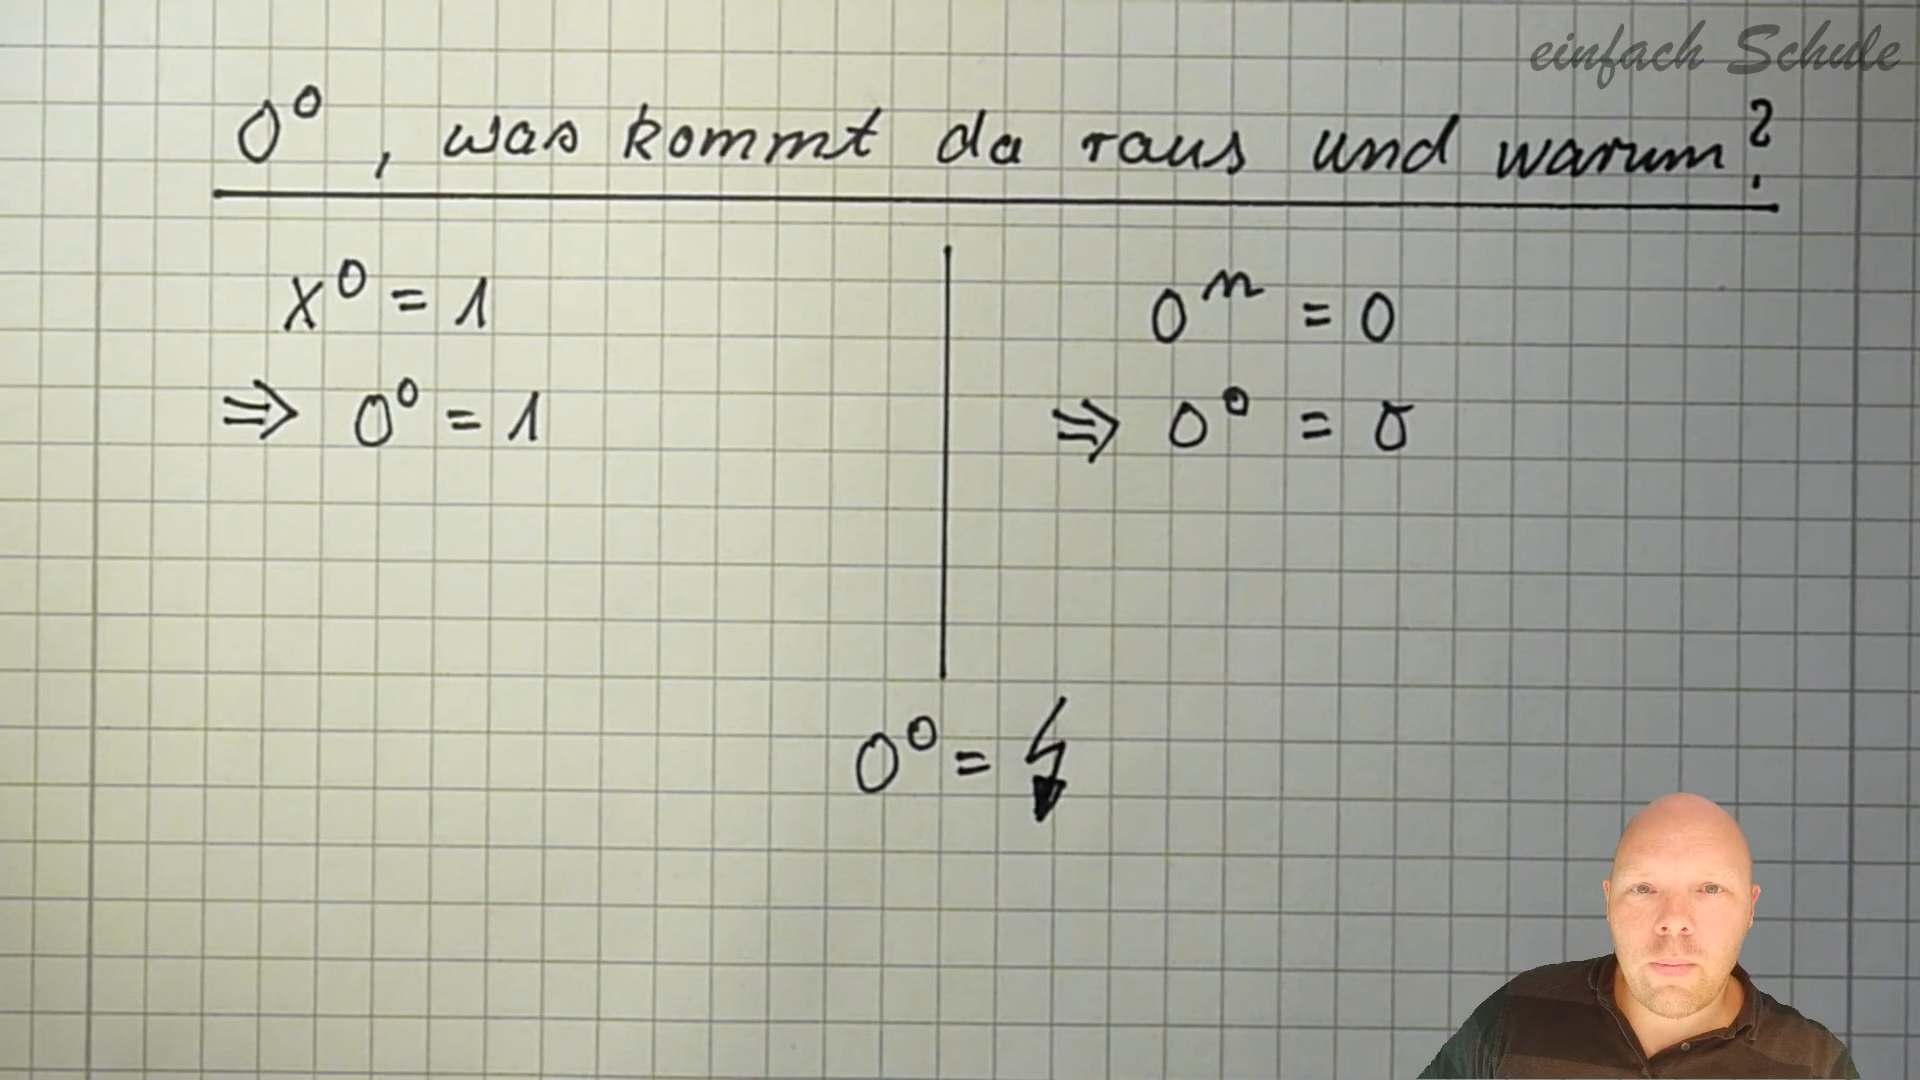 einfach Schule
0⁰, was kommt da raus und warum?
x⁰ = 1
⇒ 0⁰ = 1
0ⁿ = 0
⇒ 0⁰ = 0
0⁰ = ↯